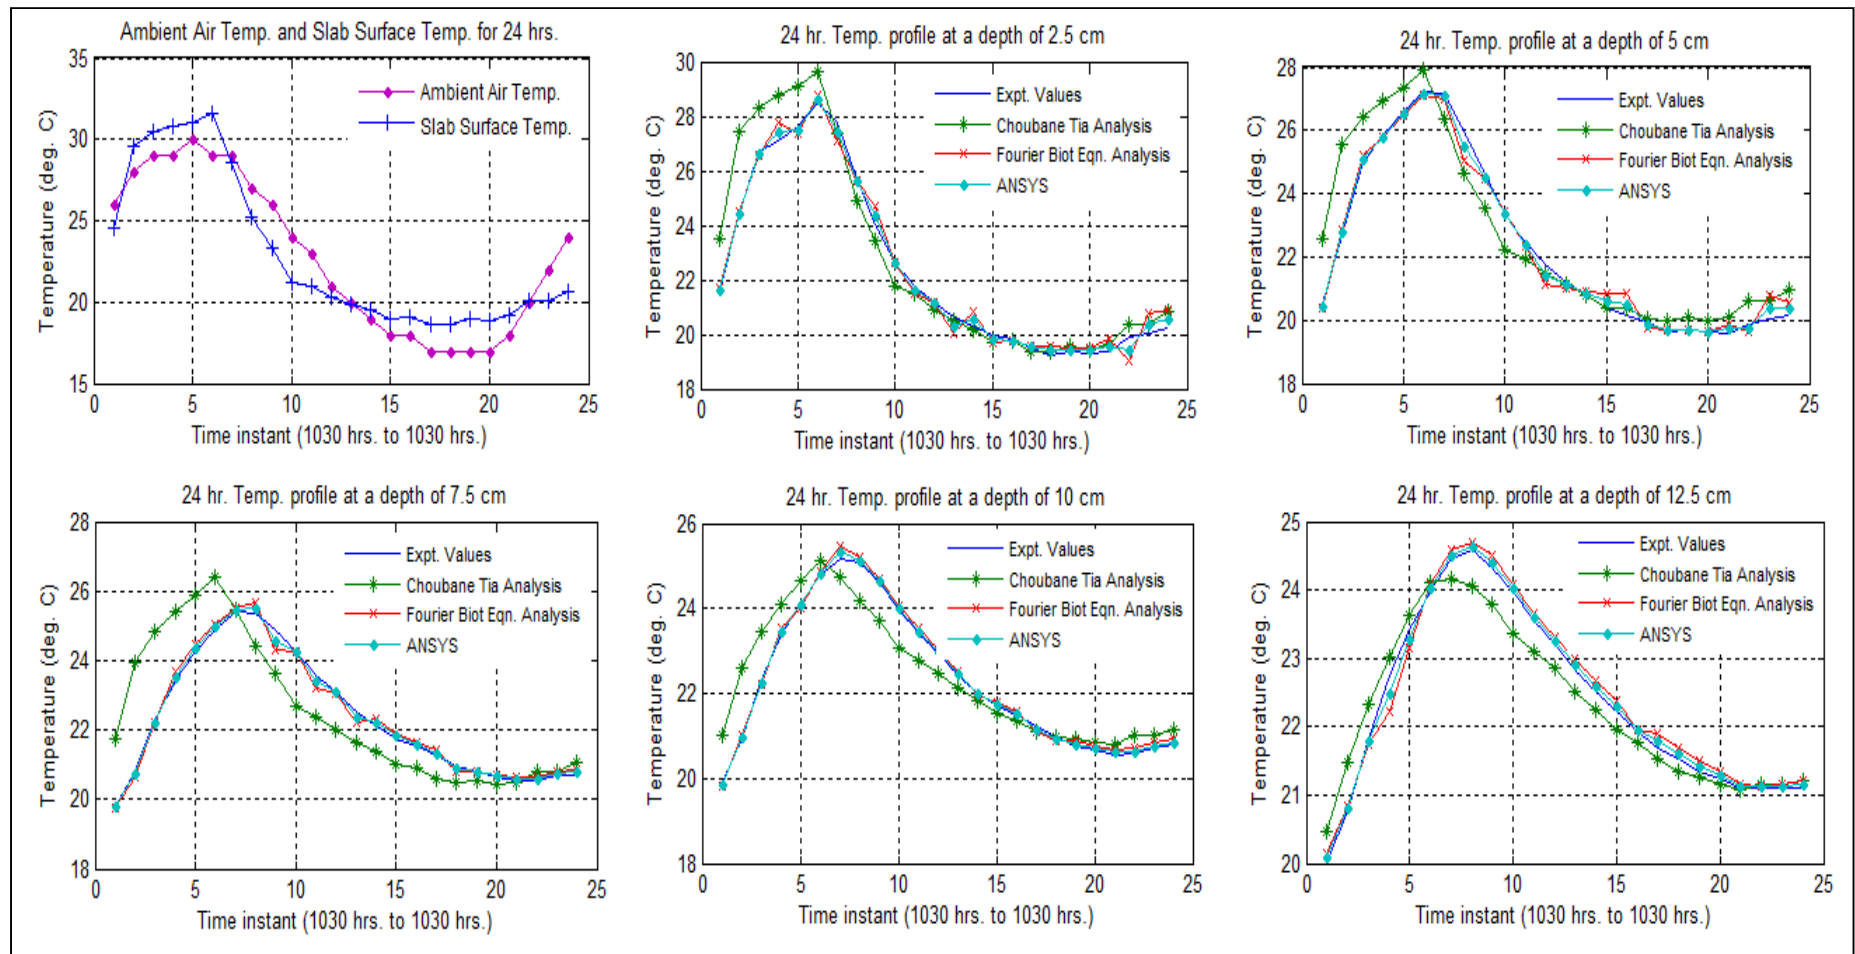 Ambient Air Temp. and Slab Surface Temp. for 24 hrs.
35
30
25
20
15
0
5
10
15
20
25
Temperature (deg. C)
Time instant (1030 hrs. to 1030 hrs.)
Ambient Air Temp.
Slab Surface Temp.
24 hr. Temp. profile at a depth of 2.5 cm
30
28
26
24
22
20
18
0
5
10
15
20
25
Temperature (deg. C)
Time instant (1030 hrs. to 1030 hrs.)
Expt. Values
Choubane Tia Analysis
Fourier Biot Eqn. Analysis
ANSYS
24 hr. Temp. profile at a depth of 5 cm
28
26
24
22
20
18
0
5
10
15
20
25
Temperature (deg. C)
Time instant (1030 hrs. to 1030 hrs.)
Expt. Values
Choubane Tia Analysis
Fourier Biot Eqn. Analysis
ANSYS
24 hr. Temp. profile at a depth of 7.5 cm
28
26
24
22
20
18
0
5
10
15
20
25
Temperature (deg. C)
Time instant (1030 hrs. to 1030 hrs.)
Expt. Values
Choubane Tia Analysis
Fourier Biot Eqn. Analysis
ANSYS
24 hr. Temp. profile at a depth of 10 cm
26
24
22
20
18
0
5
10
15
20
25
Temperature (deg. C)
Time instant (1030 hrs. to 1030 hrs.)
Expt. Values
Choubane Tia Analysis
Fourier Biot Eqn. Analysis
ANSYS
24 hr. Temp. profile at a depth of 12.5 cm
25
24
23
22
21
20
0
5
10
15
20
25
Temperature (deg. C)
Time instant (1030 hrs. to 1030 hrs.)
Expt. Values
Choubane Tia Analysis
Fourier Biot Eqn. Analysis
ANSYS